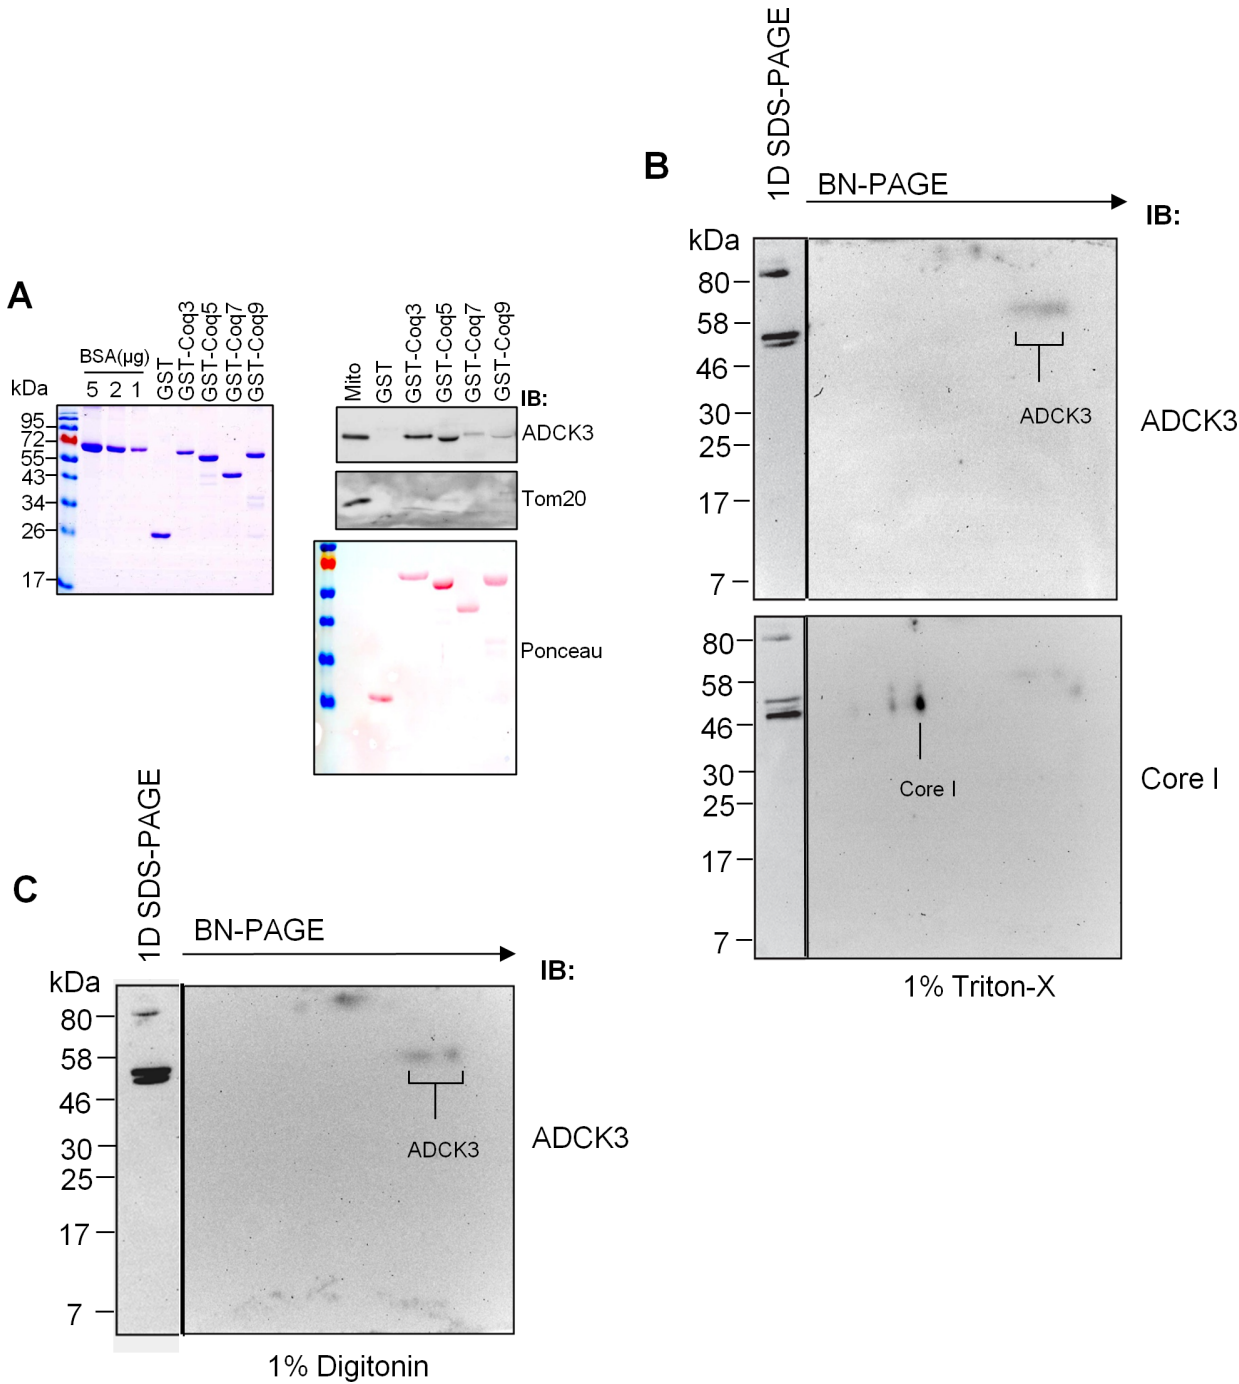 A
BSA(µg)
kDa
5 2 1 GST GST-Coq3 GST-Coq5 GST-Coq7 GST-Coq9
95
72
55
43
34
26
17
Mito GST GST-Coq3 GST-Coq5 GST-Coq7 GST-Coq9
IB:
ADCK3
Tom20
Ponceau
B
1D SDS-PAGE
BN-PAGE
IB:
kDa
80
58
46
30
25
17
7
ADCK3
ADCK3
80
58
46
30
25
17
7
Core I
Core I
1% Triton-X
C
1D SDS-PAGE
BN-PAGE
IB:
kDa
80
58
46
30
25
17
7
ADCK3
ADCK3
1% Digitonin